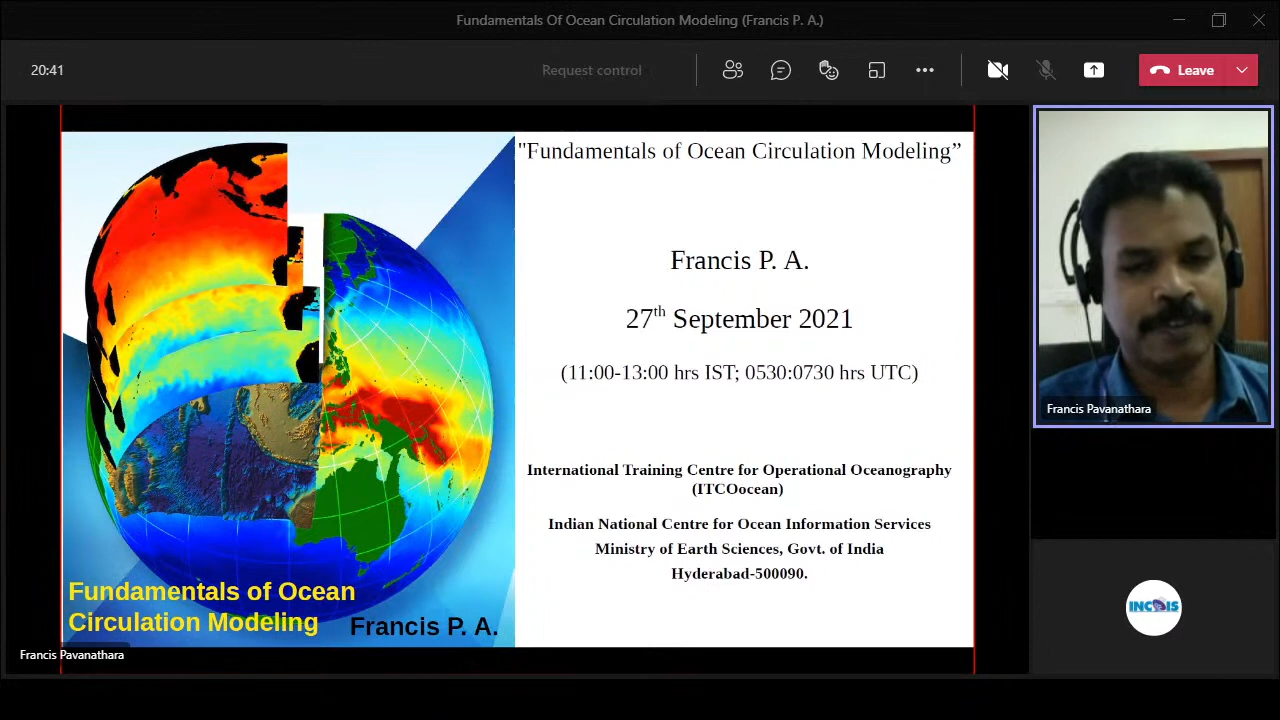 Fundamentals Of Ocean Circulation Modeling (Francis P. A.)
20:41
Request control
Leave
"Fundamentals of Ocean Circulation Modeling”
Francis P. A.
27th September 2021
(11:00-13:00 hrs IST; 0530:0730 hrs UTC)
International Training Centre for Operational Oceanography
(ITCOocean)
Indian National Centre for Ocean Information Services
Ministry of Earth Sciences, Govt. of India
Hyderabad-500090.
Fundamentals of Ocean
Circulation Modeling
Francis P. A.
Francis Pavanathara
Francis Pavanathara
INCOIS